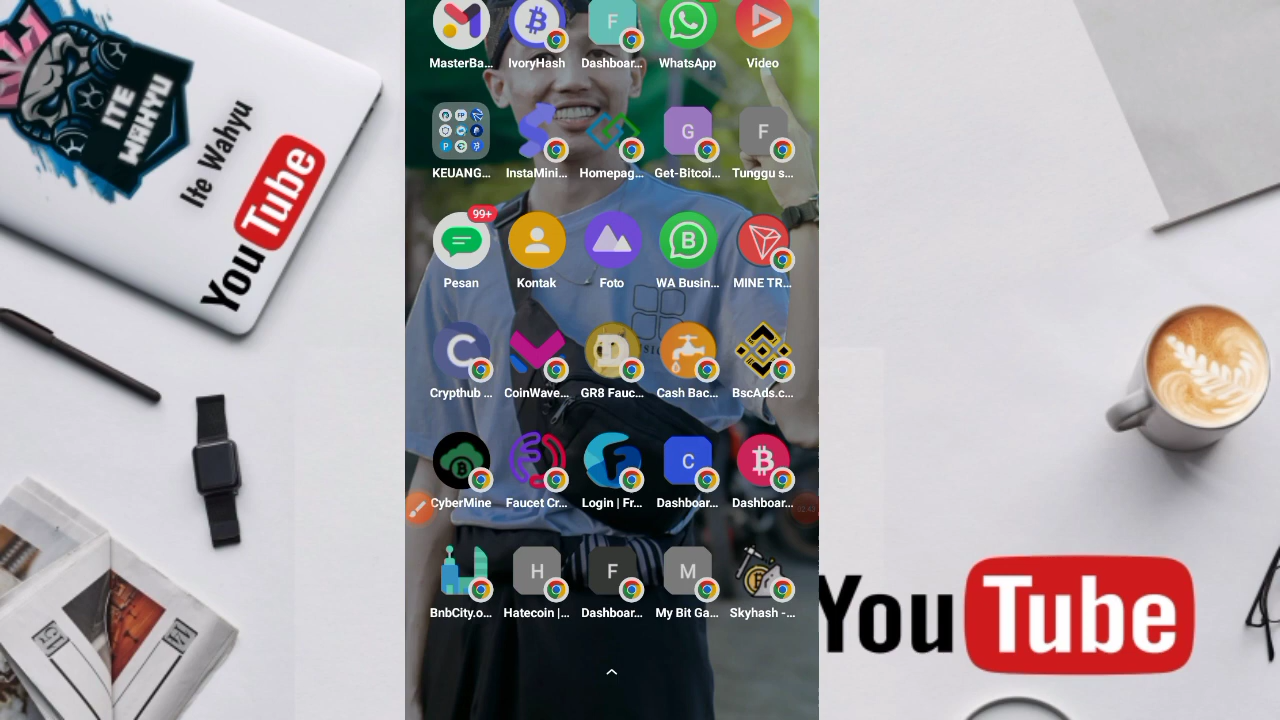 ITE
WAHYU
Ite Wahyu
YouTube
MasterBa...
IvoryHash
F
Dashboar...
WhatsApp
Video
KEUANG...
InstaMini...
Homepag...
G
Get-Bitcoi...
F
Tunggu s...
99+
Pesan
Kontak
Foto
B
WA Busin...
MINE TR...
C
Crypthub ...
CoinWave...
GR8 Fauc...
Cash Bac...
BscAds.c...
CyberMine
Faucet Cr...
Login | Fr...
C
Dashboar...
Dashboar...
02:43
BnbCity.o...
H
Hatecoin |...
F
Dashboar...
M
My Bit Ga...
Skyhash -...
YouTube